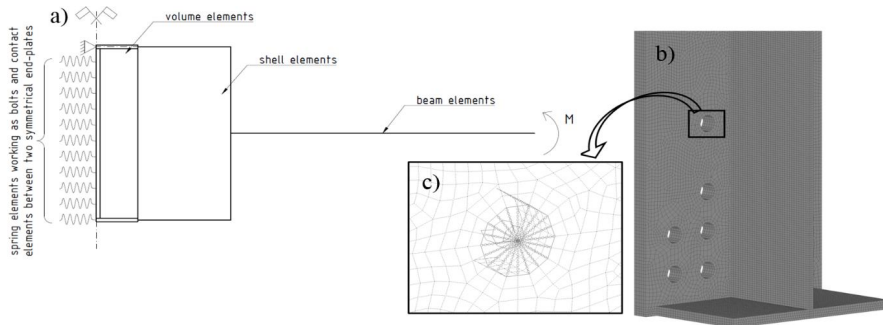 a)
volume elements
shell elements
beam elements
M
spring elements working as bolts and contact
elements between two symmetrical end-plates
b)
c)